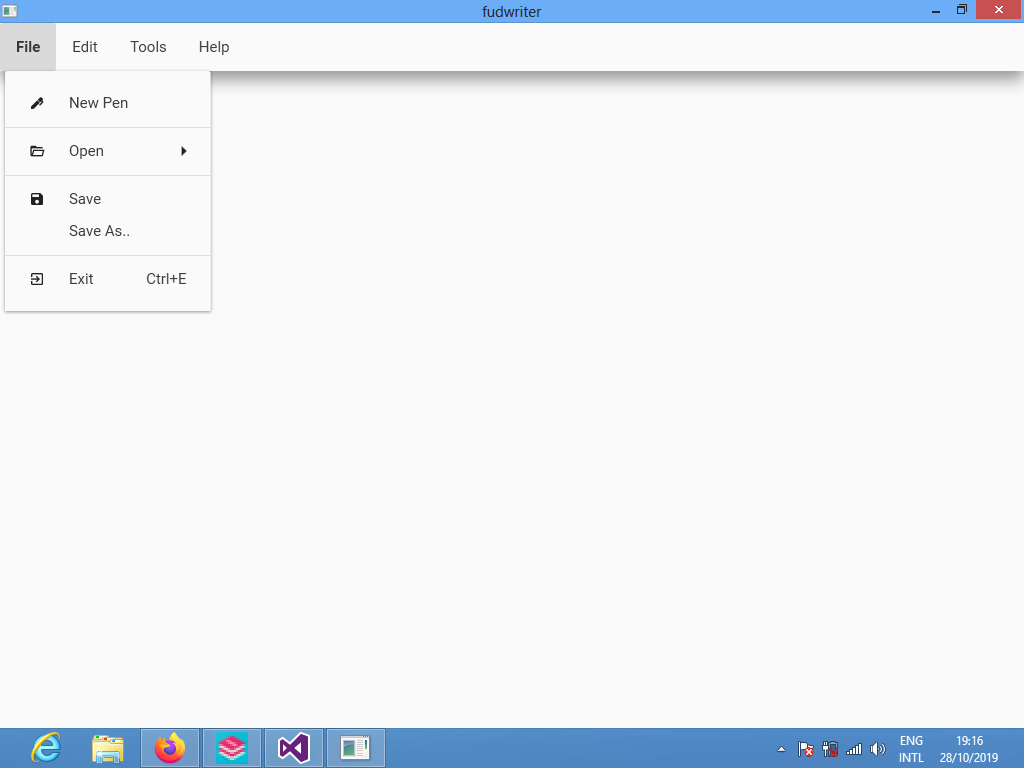 fudwriter
File Edit Tools Help
New Pen
Open
Save
Save As..
Exit Ctrl+E
ENG 19:16
INTL 28/10/2019